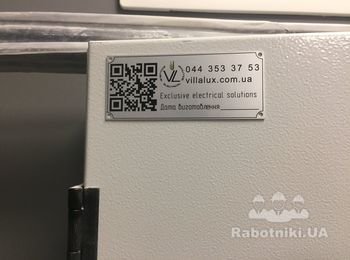 VL
044 353 37 53
villalux.com.ua
Exclusive electrical solutions
Дата виготовлення
Rabotniki.UA